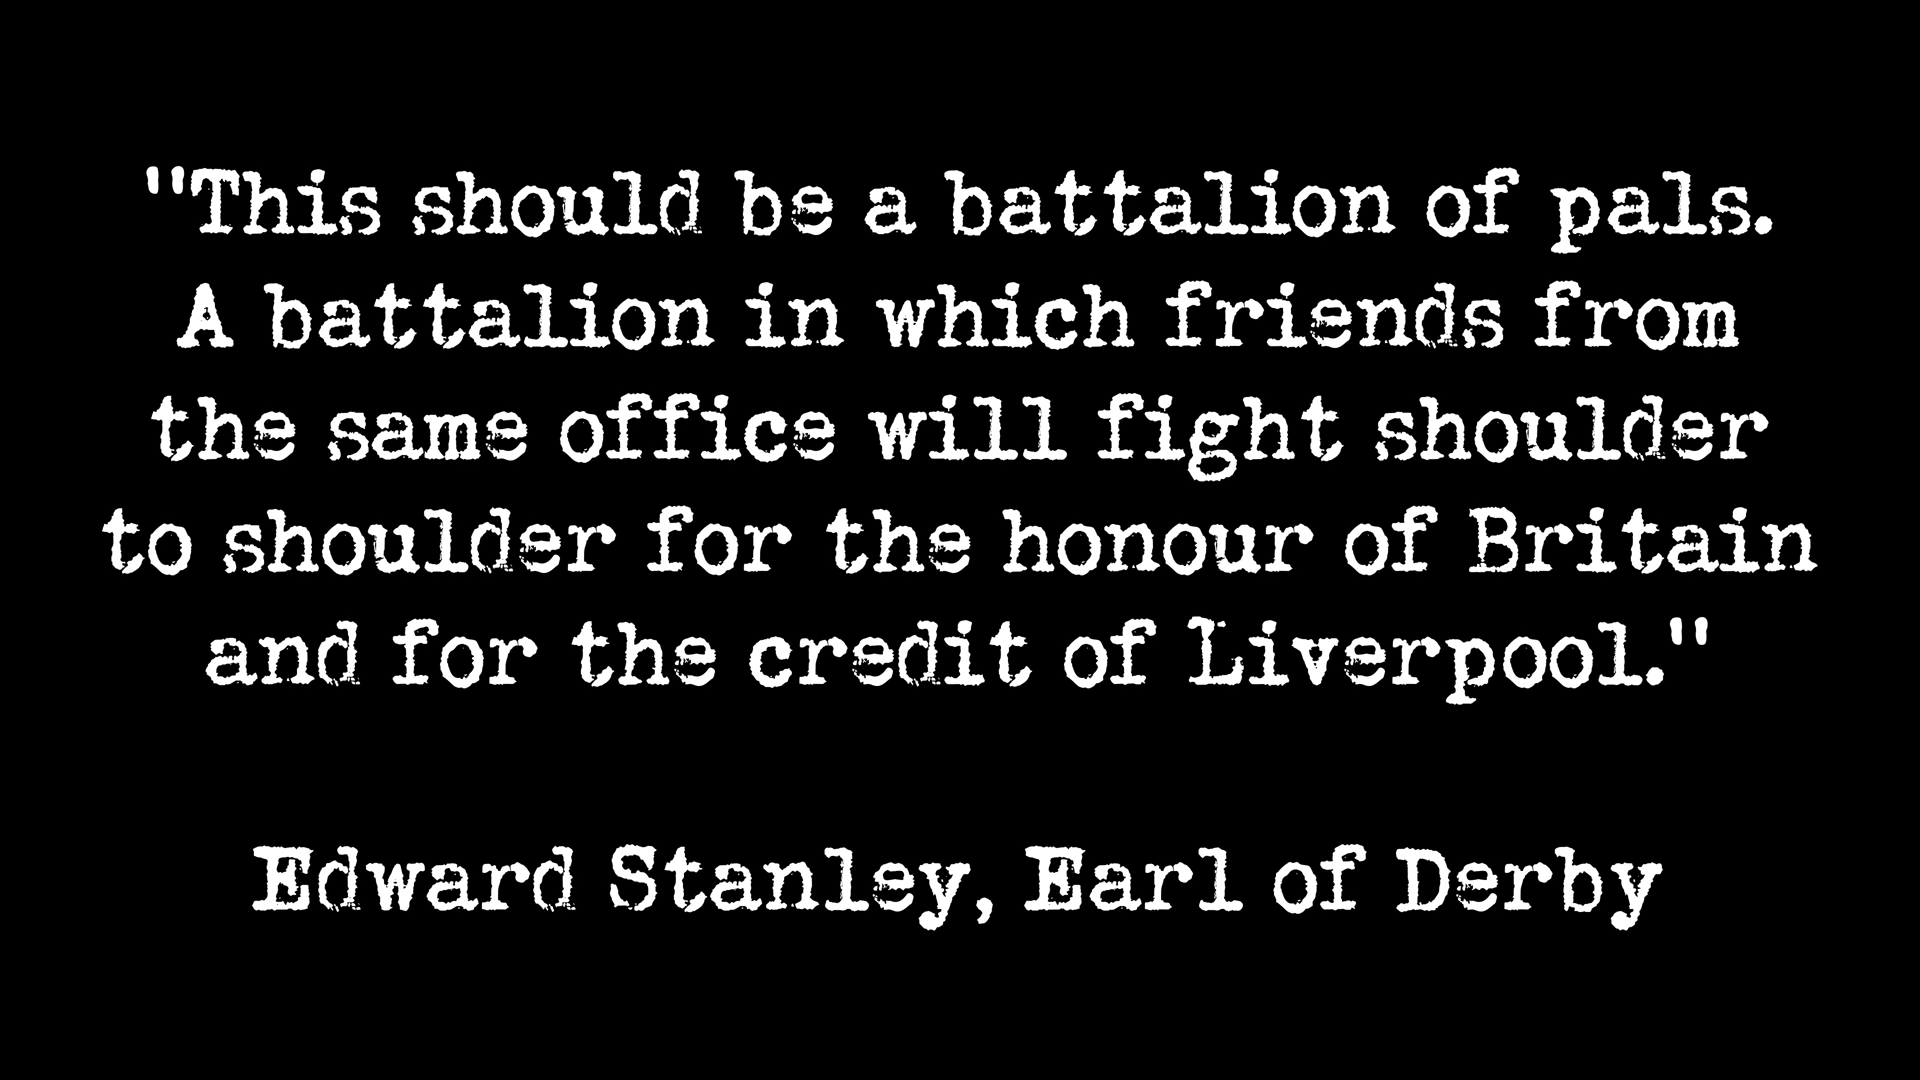 "This should be a battalion of pals.
A battalion in which friends from
the same office will fight shoulder
to shoulder for the honour of Britain
and for the credit of Liverpool."
Edward Stanley, Earl of Derby